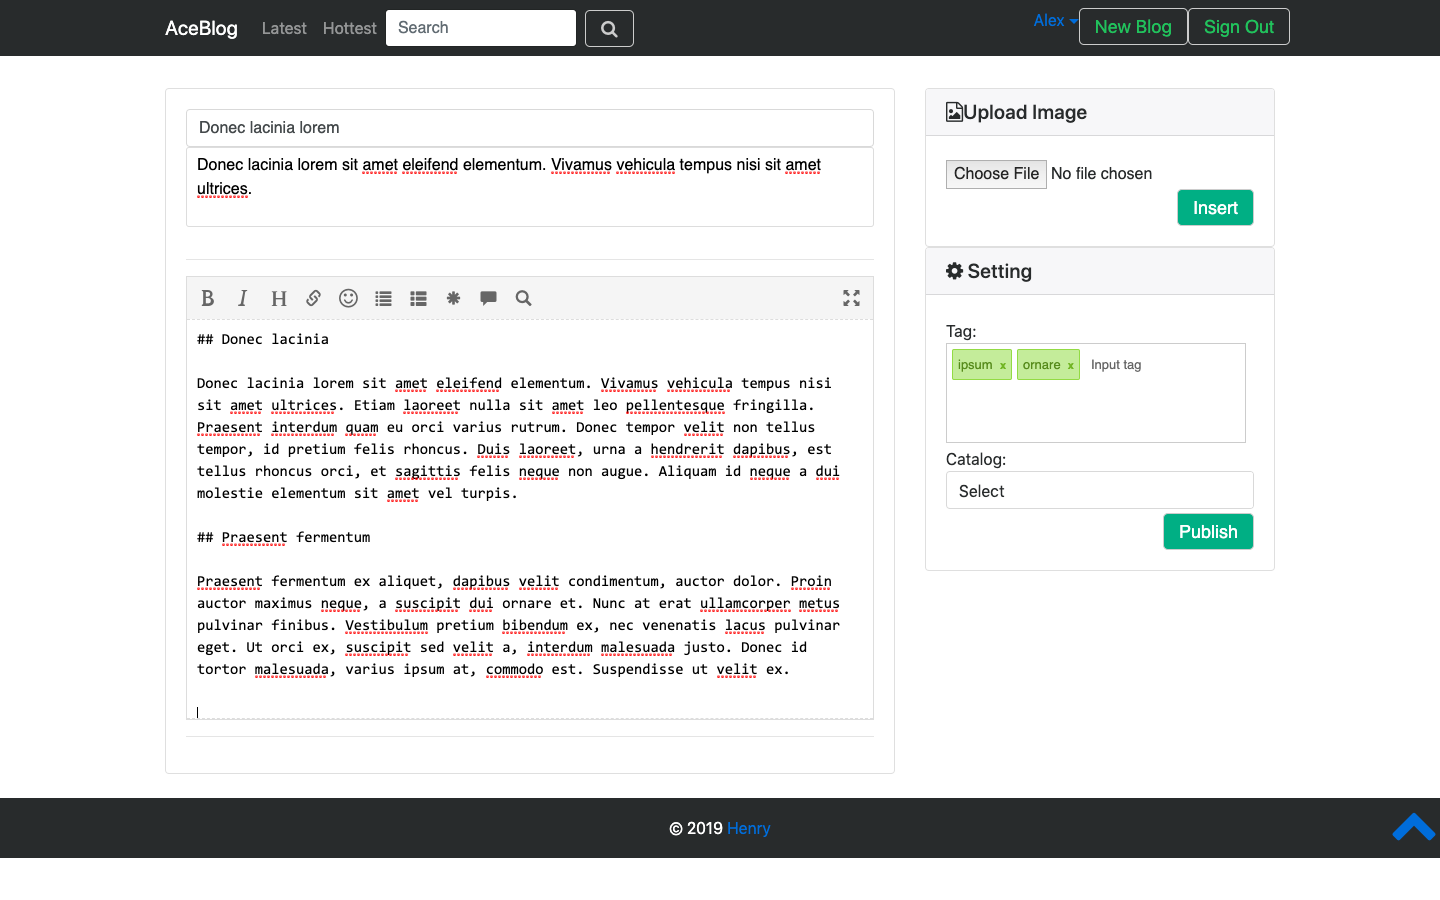 AceBlog Latest Hottest Search Alex New Blog Sign Out
Donec lacinia lorem
Donec lacinia lorem sit amet eleifend elementum. Vivamus vehicula tempus nisi sit amet
ultrices.
B I H
## Donec lacinia
Donec lacinia lorem sit amet eleifend elementum. Vivamus vehicula tempus nisi
sit amet ultrices. Etiam laoreet nulla sit amet leo pellentesque fringilla.
Praesent interdum quam eu orci varius rutrum. Donec tempor velit non tellus
tempor, id pretium felis rhoncus. Duis laoreet, urna a hendrerit dapibus, est
tellus rhoncus orci, et sagittis felis neque non augue. Aliquam id neque a dui
molestie elementum sit amet vel turpis.
## Praesent fermentum
Praesent fermentum ex aliquet, dapibus velit condimentum, auctor dolor. Proin
auctor maximus neque, a suscipit dui ornare et. Nunc at erat ullamcorper metus
pulvinar finibus. Vestibulum pretium bibendum ex, nec venenatis lacus pulvinar
eget. Ut orci ex, suscipit sed velit a, interdum malesuada justo. Donec id
tortor malesuada, varius ipsum at, commodo est. Suspendisse ut velit ex.
Upload Image
Choose File No file chosen
Insert
Setting
Tag:
ipsum x ornare x Input tag
Catalog:
Select
Publish
© 2019 Henry